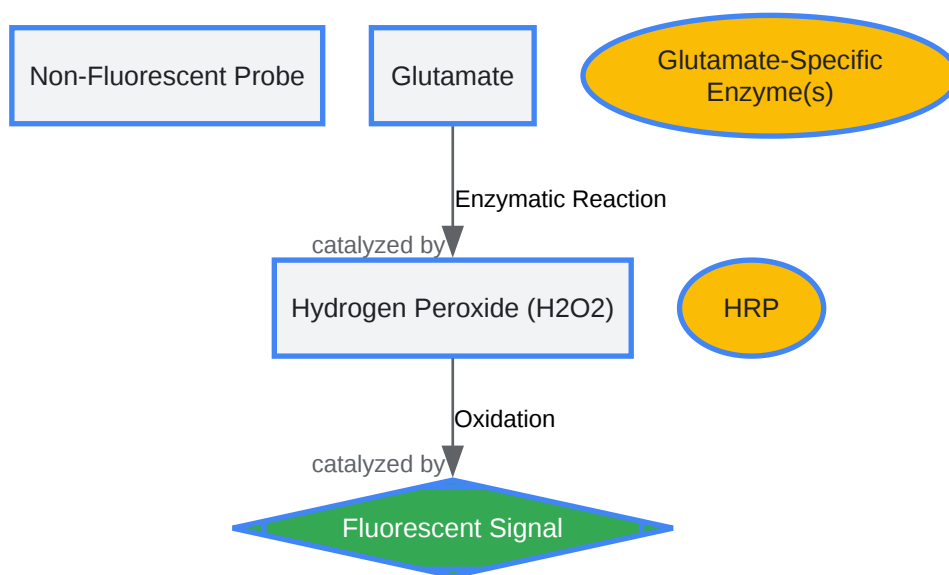 Non-Fluorescent Probe
Glutamate
Glutamate-Specific
Enzyme(s)
Enzymatic Reaction
catalyzed by
Hydrogen Peroxide (H2O2)
HRP
Oxidation
catalyzed by
Fluorescent Signal